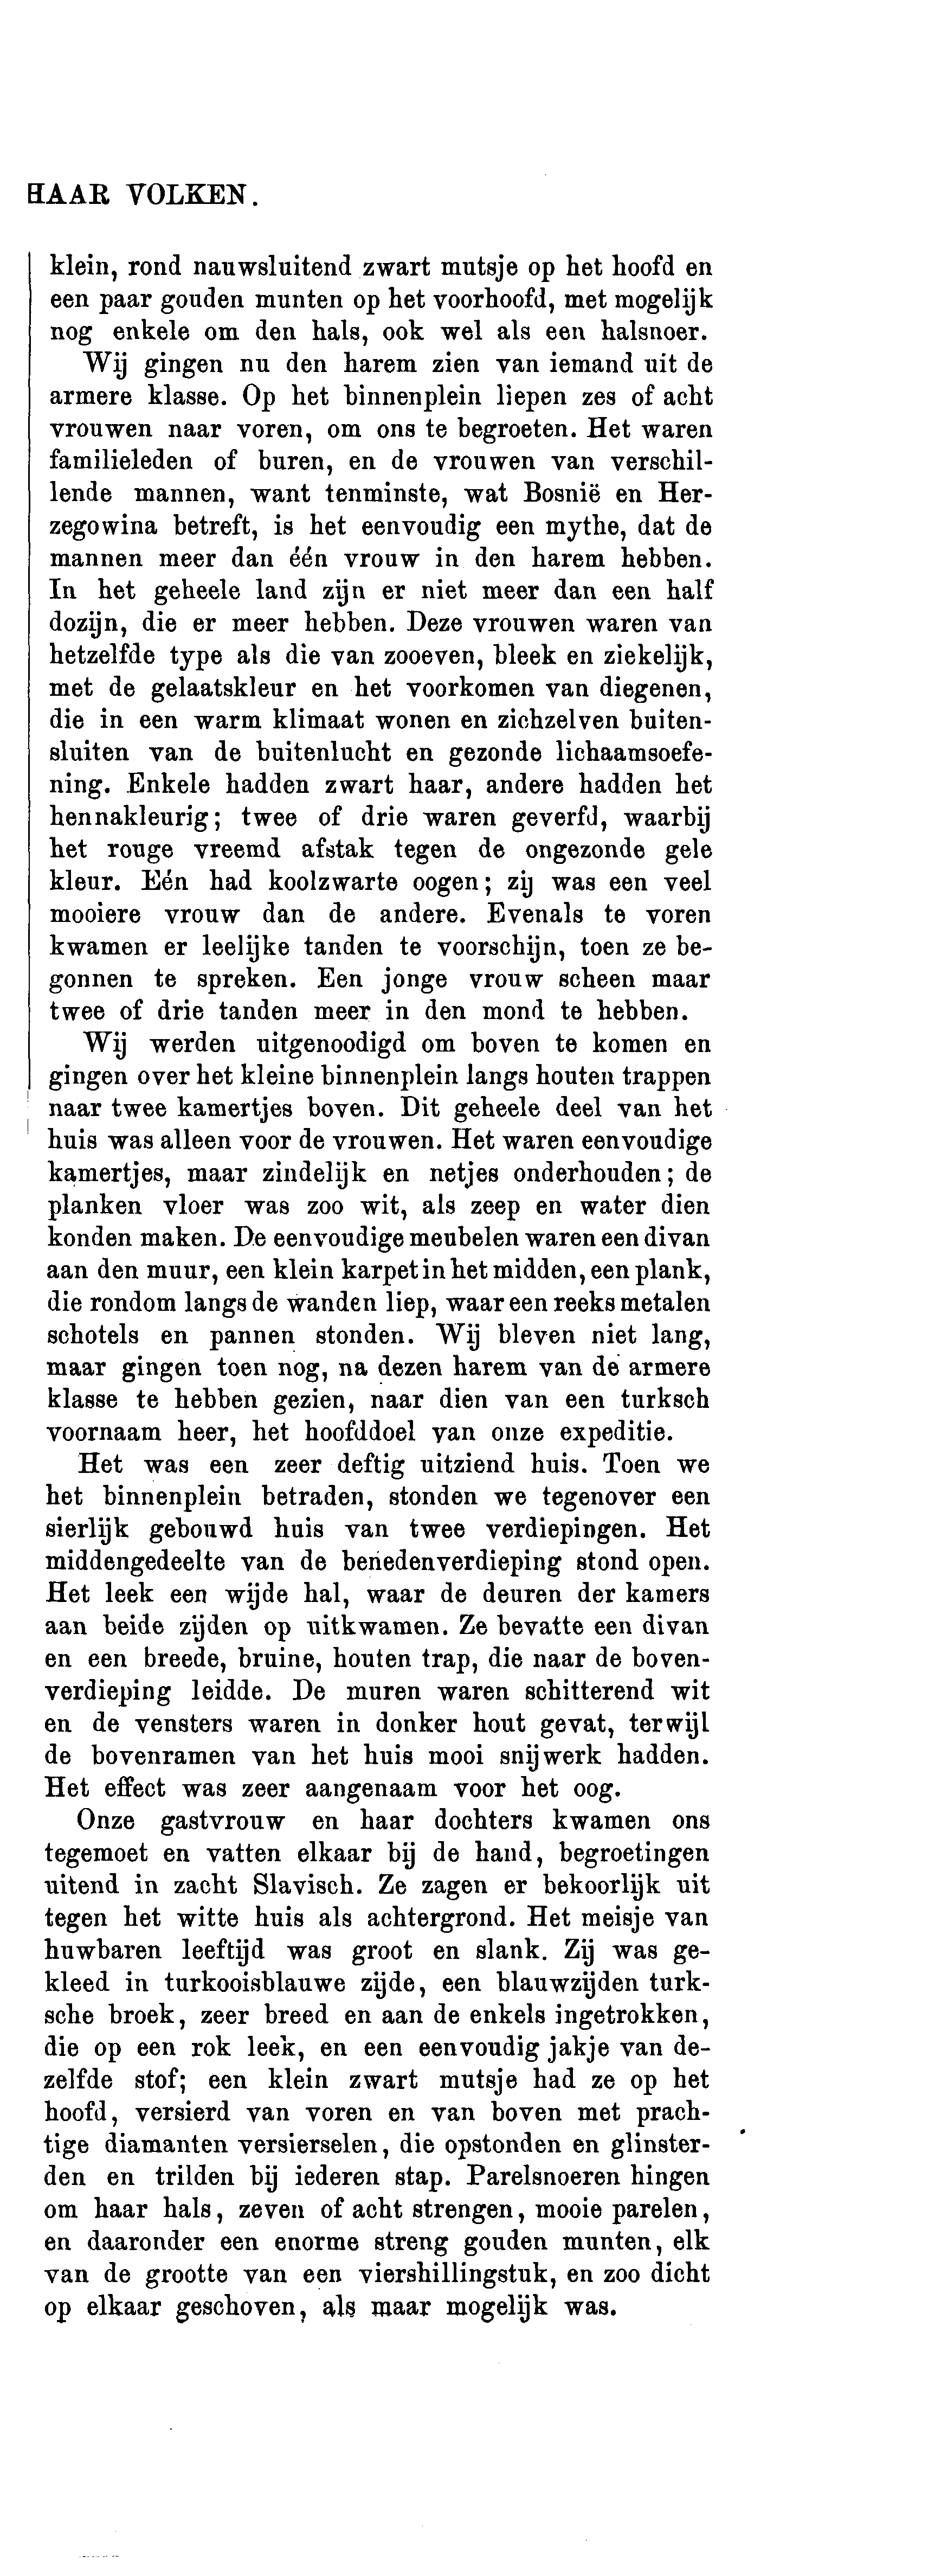 HAAR VOLKEN.
klein, rond nauwsluitend zwart mutsje op het hoofd en
een paar gouden munten op het voorhoofd, met mogelijk
nog enkele om den hals, ook wel als een halsnoer.
Wij gingen nu den harem zien van iemand uit de
armere klasse. Op het binnenplein liepen zes of acht
vrouwen naar voren, om ons te begroeten. Het waren
familieleden of buren, en de vrouwen van verschil-
lende mannen, want tenminste, wat Bosnië en Her-
zegowina betreft, is het eenvoudig een mythe, dat de
mannen meer dan één vrouw in den harem hebben.
In het geheele land zijn er niet meer dan een half
dozijn, die er meer hebben. Deze vrouwen waren van
hetzelfde type als die van zooeven, bleek en ziekelijk,
met de gelaatskleur en het voorkomen van diegenen,
die in een warm klimaat wonen en zichzelven buiten-
sluiten van de buitenlucht en gezonde lichaamsoefe-
ning. Enkele hadden zwart haar, andere hadden het
hennakleurig; twee of drie waren geverfd, waarbij
het rouge vreemd afstak tegen de ongezonde gele
kleur. Eén had koolzwarte oogen; zij was een veel
mooiere vrouw dan de andere. Evenals te voren
kwamen er leelijke tanden te voorschijn, toen ze be-
gonnen te spreken. Een jonge vrouw scheen maar
twee of drie tanden meer in den mond te hebben.
Wij werden uitgenoodigd om boven te komen en
gingen over het kleine binnenplein langs houten trappen
naar twee kamertjes boven. Dit geheele deel van het
huis was alleen voor de vrouwen. Het waren eenvoudige
kamertjes, maar zindelijk en netjes onderhouden; de
planken vloer was zoo wit, als zeep en water dien
konden maken. De eenvoudige meubelen waren een divan
aan den muur, een klein karpet in het midden, een plank,
die rondom langs de wanden liep, waar een reeks metalen
schotels en pannen stonden. Wij bleven niet lang,
maar gingen toen nog, na dezen harem van de armere
klasse te hebben gezien, naar dien van een turksch
voornaam heer, het hoofddoel van onze expeditie.
Het was een zeer deftig uitziend huis. Toen we
het binnenplein betraden, stonden we tegenover een
sierlijk gebouwd huis van twee verdiepingen. Het
middengedeelte van de benedenverdieping stond open.
Het leek een wijde hal, waar de deuren der kamers
aan beide zijden op uitkwamen. Ze bevatte een divan
en een breede, bruine, houten trap, die naar de boven-
verdieping leidde. De muren waren schitterend wit
en de vensters waren in donker hout gevat, terwijl
de bovenramen van het huis mooi snijwerk hadden.
Het effect was zeer aangenaam voor het oog.
Onze gastvrouw en haar dochters kwamen ons
tegemoet en vatten elkaar bij de hand, begroetingen
uitend in zacht Slavisch. Ze zagen er bekoorlijk uit
tegen het witte huis als achtergrond. Het meisje van
huwbaren leeftijd was groot en slank. Zij was ge-
kleed in turkooisblauwe zijde, een blauwzijden turk-
sche broek, zeer breed en aan de enkels ingetrokken,
die op een rok leek, en een eenvoudig jakje van de-
zelfde stof; een klein zwart mutsje had ze op het
hoofd, versierd van voren en van boven met prach-
tige diamanten versierselen, die opstonden en glinster-
den en trilden bij iederen stap. Parelsnoeren hingen
om haar hals, zeven of acht strengen, mooie parelen,
en daaronder een enorme streng gouden munten, elk
van de grootte van een viershillingstuk, en zoo dicht
op elkaar geschoven, als maar mogelijk was.